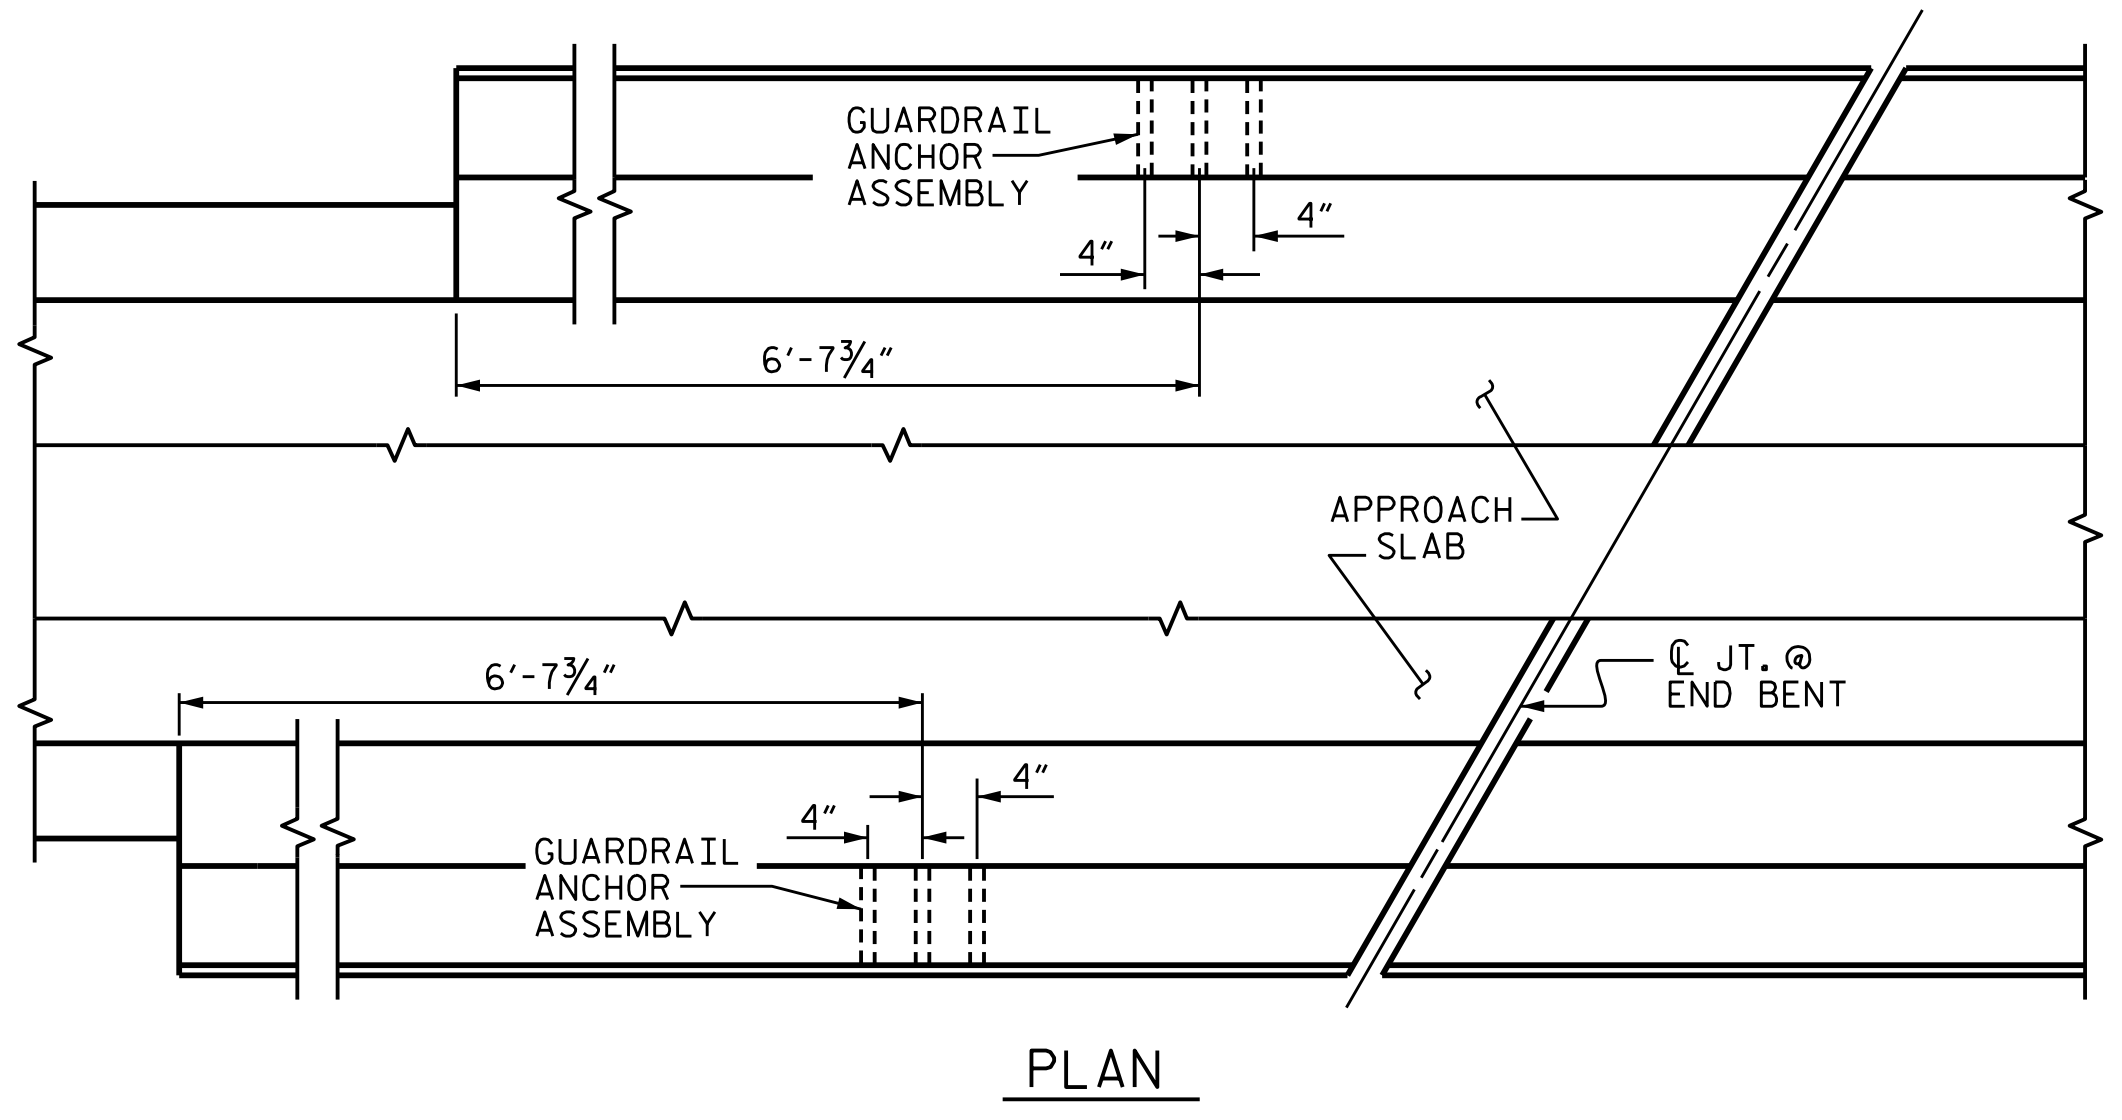 GUARDRAIL
ANCHOR
ASSEMBLY
4″
4″
6′-7¾″
APPROACH
SLAB
℄ JT. @
END BENT
6′-7¾″
4″
4″
GUARDRAIL
ANCHOR
ASSEMBLY
PLAN